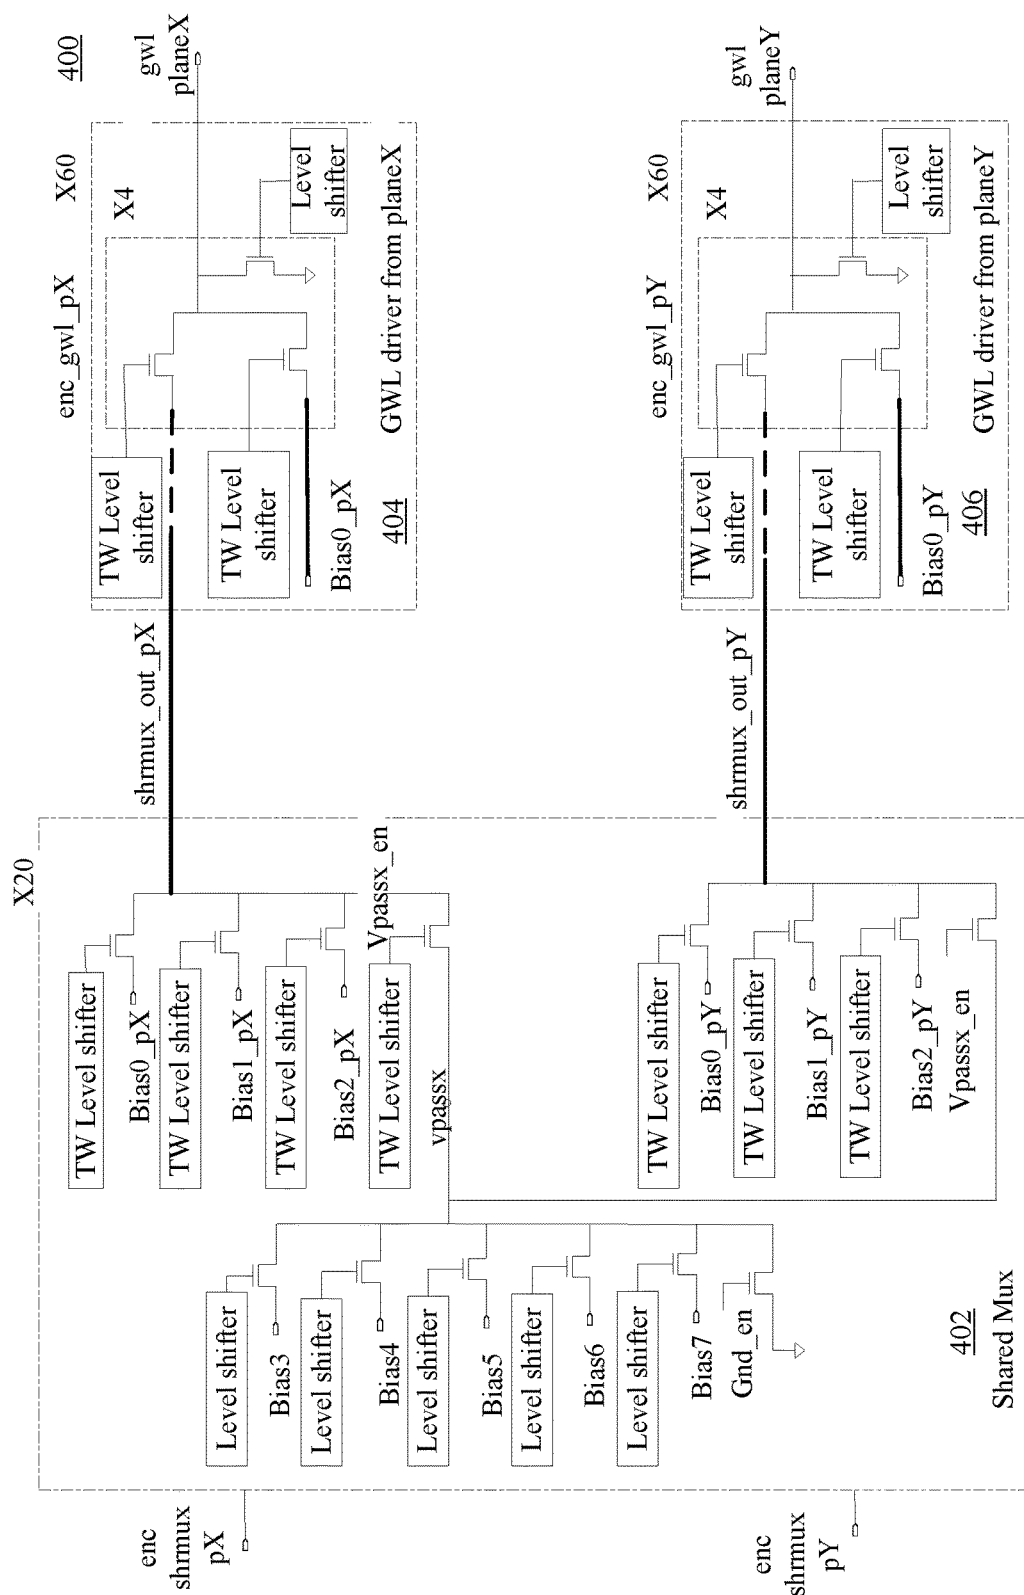 400
X20
enc
shrmux
pX
Level shifter
Bias3
Level shifter
Bias4
Level shifter
Bias5
Level shifter
Bias6
Level shifter
Bias7
Gnd_en
TW Level shifter
Bias0_pX
TW Level shifter
Bias1_pX
TW Level shifter
Bias2_pX
TW Level shifter
Vpassx_en
vpassx
shrmux_out_pX
enc_gwl_pX
X60
X4
TW Level
shifter
TW Level
shifter
Bias0_pX
404
Level
shifter
GWL driver from planeX
gwl
planeX
enc
shrmux
pY
402
Shared Mux
TW Level shifter
Bias0_pY
TW Level shifter
Bias1_pY
TW Level shifter
Bias2_pY
Vpassx_en
shrmux_out_pY
enc_gwl_pY
X60
X4
TW Level
shifter
TW Level
shifter
Bias0_pY
406
Level
shifter
GWL driver from planeY
gwl
planeY